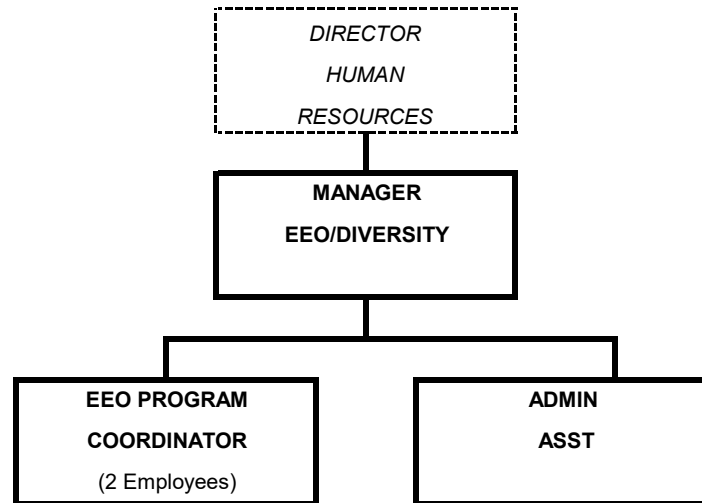 DIRECTOR
HUMAN
RESOURCES
MANAGER
EEO/DIVERSITY
EEO PROGRAM
COORDINATOR
(2 Employees)
ADMIN
ASST